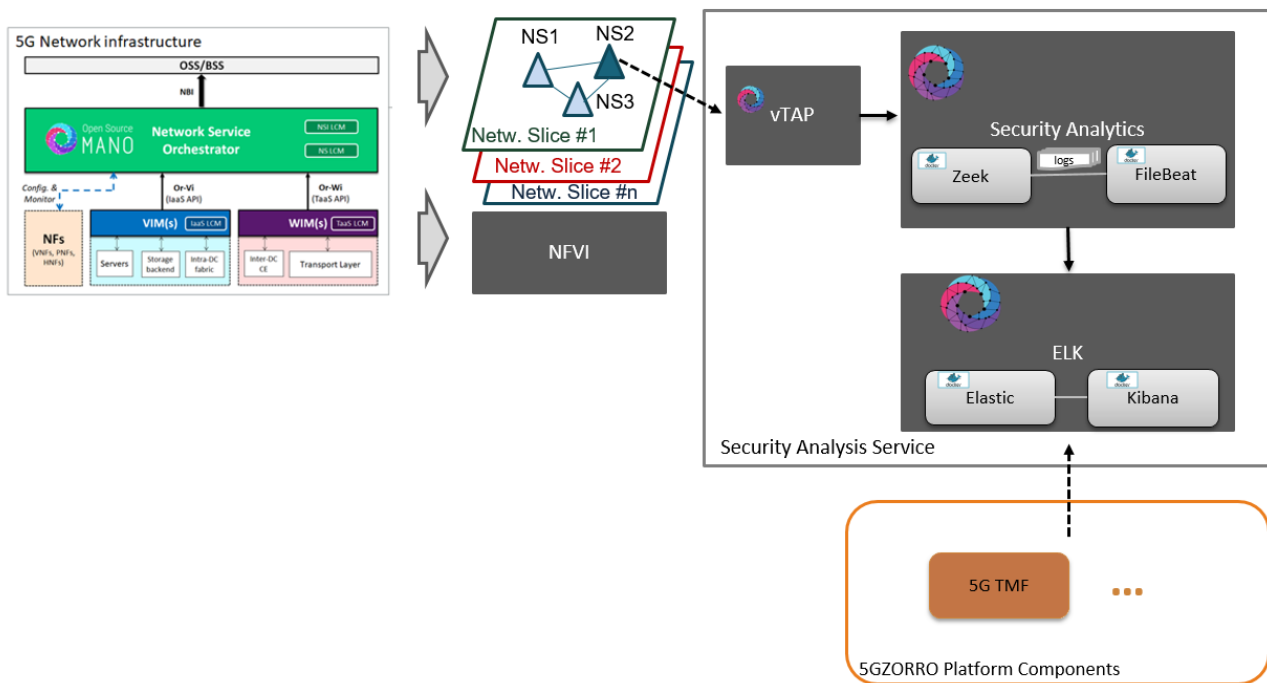 5G Network infrastructure
OSS/BSS
NBI
Open Source
MANO
Network Service
Orchestrator
NSI LCM
NS LCM
Config. &
Monitor
Or-Vi
(IaaS API)
Or-Wi
(TaaS API)
NFs
(VNFs, PNFs,
HNFs)
VIM(s)
IaaS LCM
WIM(s)
TaaS LCM
Servers
Storage
backend
Intra-DC
fabric
Inter-DC
CE
Transport Layer
NS1
NS2
NS3
Netw. Slice #1
Netw. Slice #2
Netw. Slice #n
NFVI
vTAP
Security Analytics
docker
Zeek
logs
docker
FileBeat
ELK
docker
Elastic
docker
Kibana
Security Analysis Service
5G TMF
...
5GZORRO Platform Components